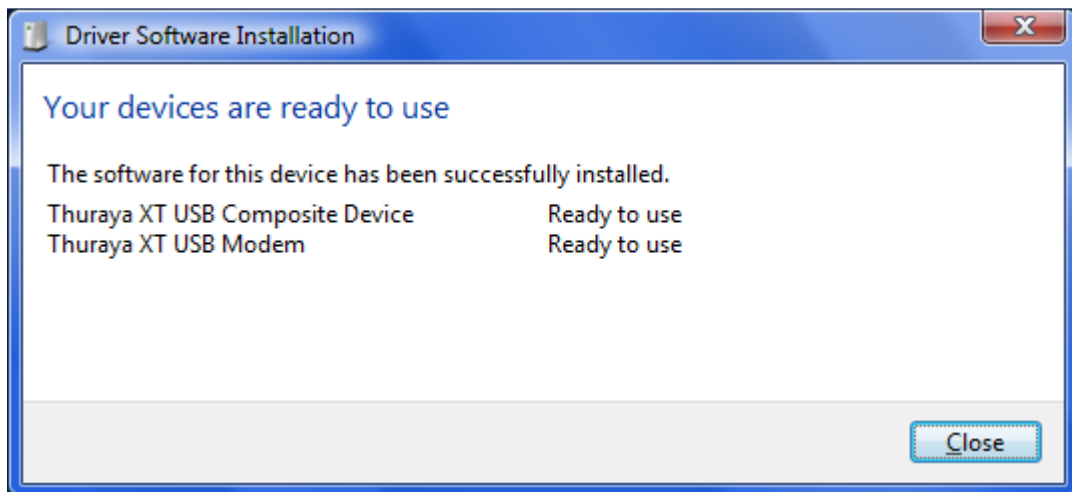 Driver Software Installation
Your devices are ready to use
The software for this device has been successfully installed.
Thuraya XT USB Composite Device Ready to use
Thuraya XT USB Modem Ready to use
Close